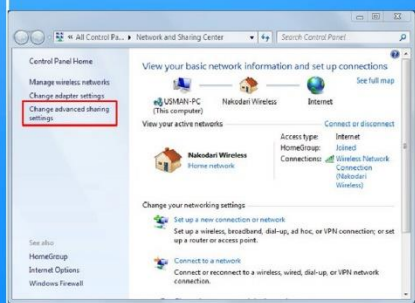 « All Control Pa... ▸ Network and Sharing Center
Search Control Panel
Control Panel Home
Manage wireless networks
Change adapter settings
Change advanced sharing
settings
See also
HomeGroup
Internet Options
Windows Firewall
View your basic network information and set up connections
See full map
USMAN-PC
(This computer)
Nakodari Wireless
Internet
View your active networks
Connect or disconnect
Nakodari Wireless
Home network
Access type: Internet
HomeGroup: Joined
Connections: Wireless Network
Connection
(Nakodari
Wireless)
Change your networking settings
Set up a new connection or network
Set up a wireless, broadband, dial-up, ad hoc, or VPN connection; or set
up a router or access point.
Connect to a network
Connect or reconnect to a wireless, wired, dial-up, or VPN network
connection.